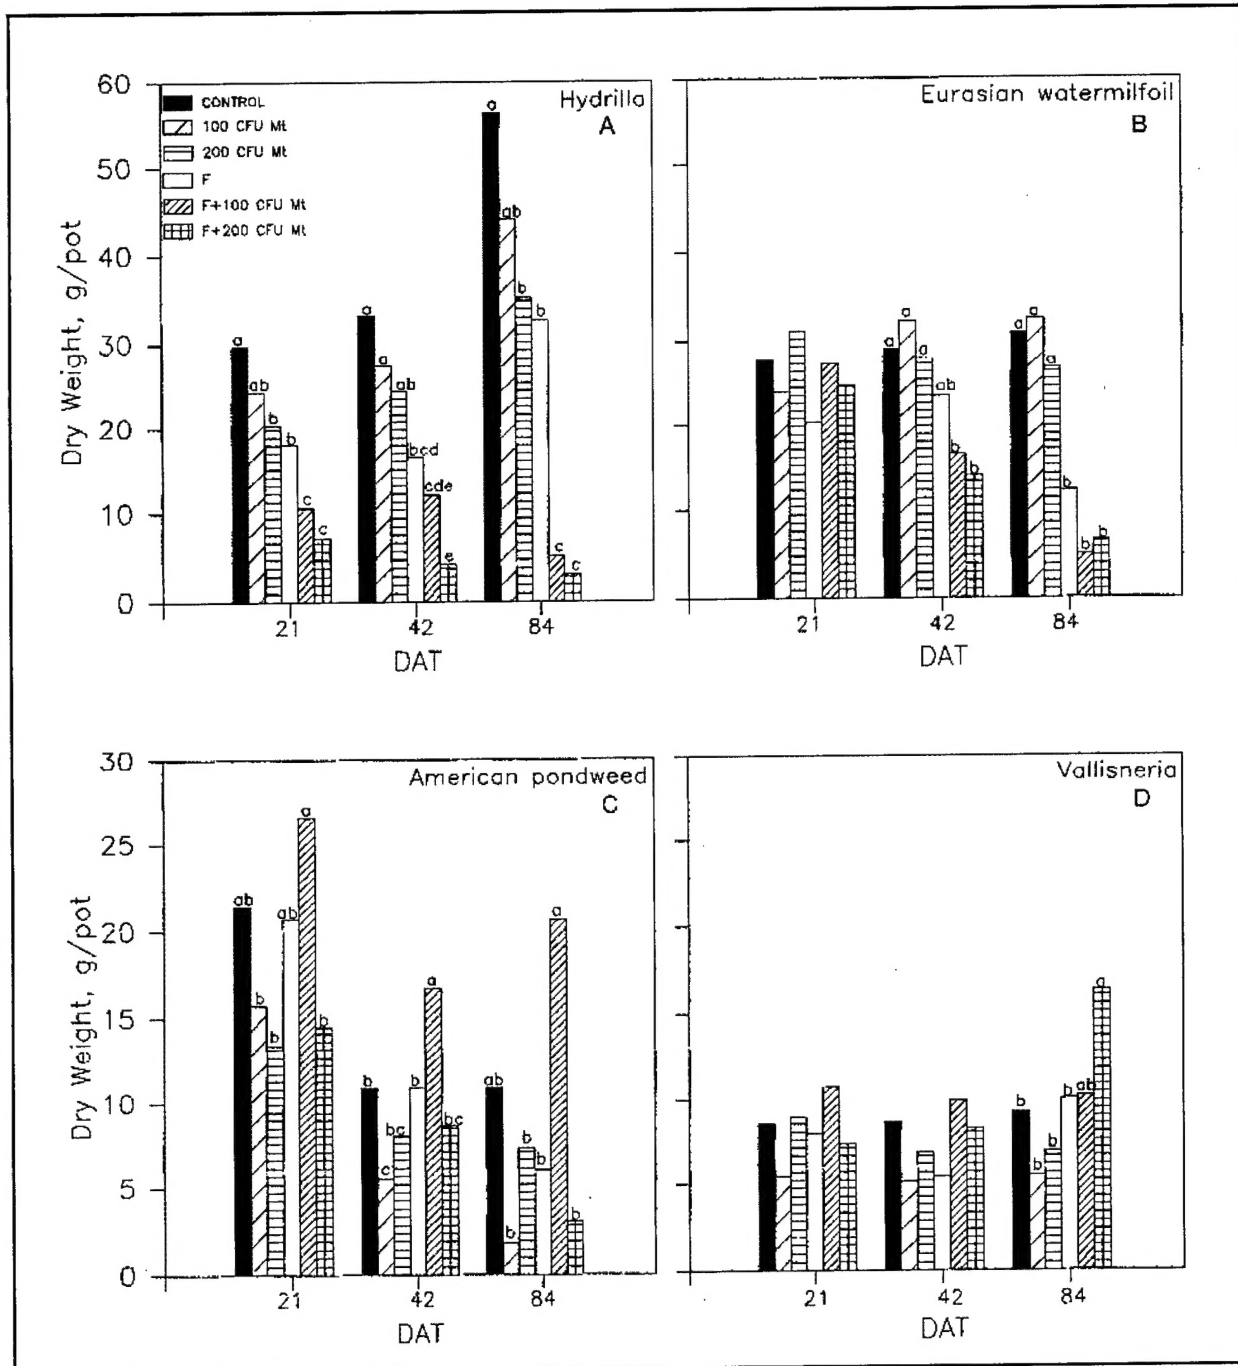 60
50
40
30
20
10
0
Dry Weight, g/pot
CONTROL
100 CFU Mt
200 CFU Mt
F
F+100 CFU Mt
F+200 CFU Mt
Hydrilla
A
a
ab
b
b
c
c
a
a
ab
bcd
cde
e
a
ab
b
b
c
c
21
42
84
DAT
Eurasian watermilfoil
B
a
a
a
ab
b
b
a
a
a
b
b
b
21
42
84
DAT
30
25
20
15
10
5
0
Dry Weight, g/pot
American pondweed
C
ab
b
b
ab
a
b
b
c
bc
b
a
bc
ab
b
b
b
a
b
21
42
84
DAT
Vallisneria
D
b
b
b
b
ab
a
21
42
84
DAT